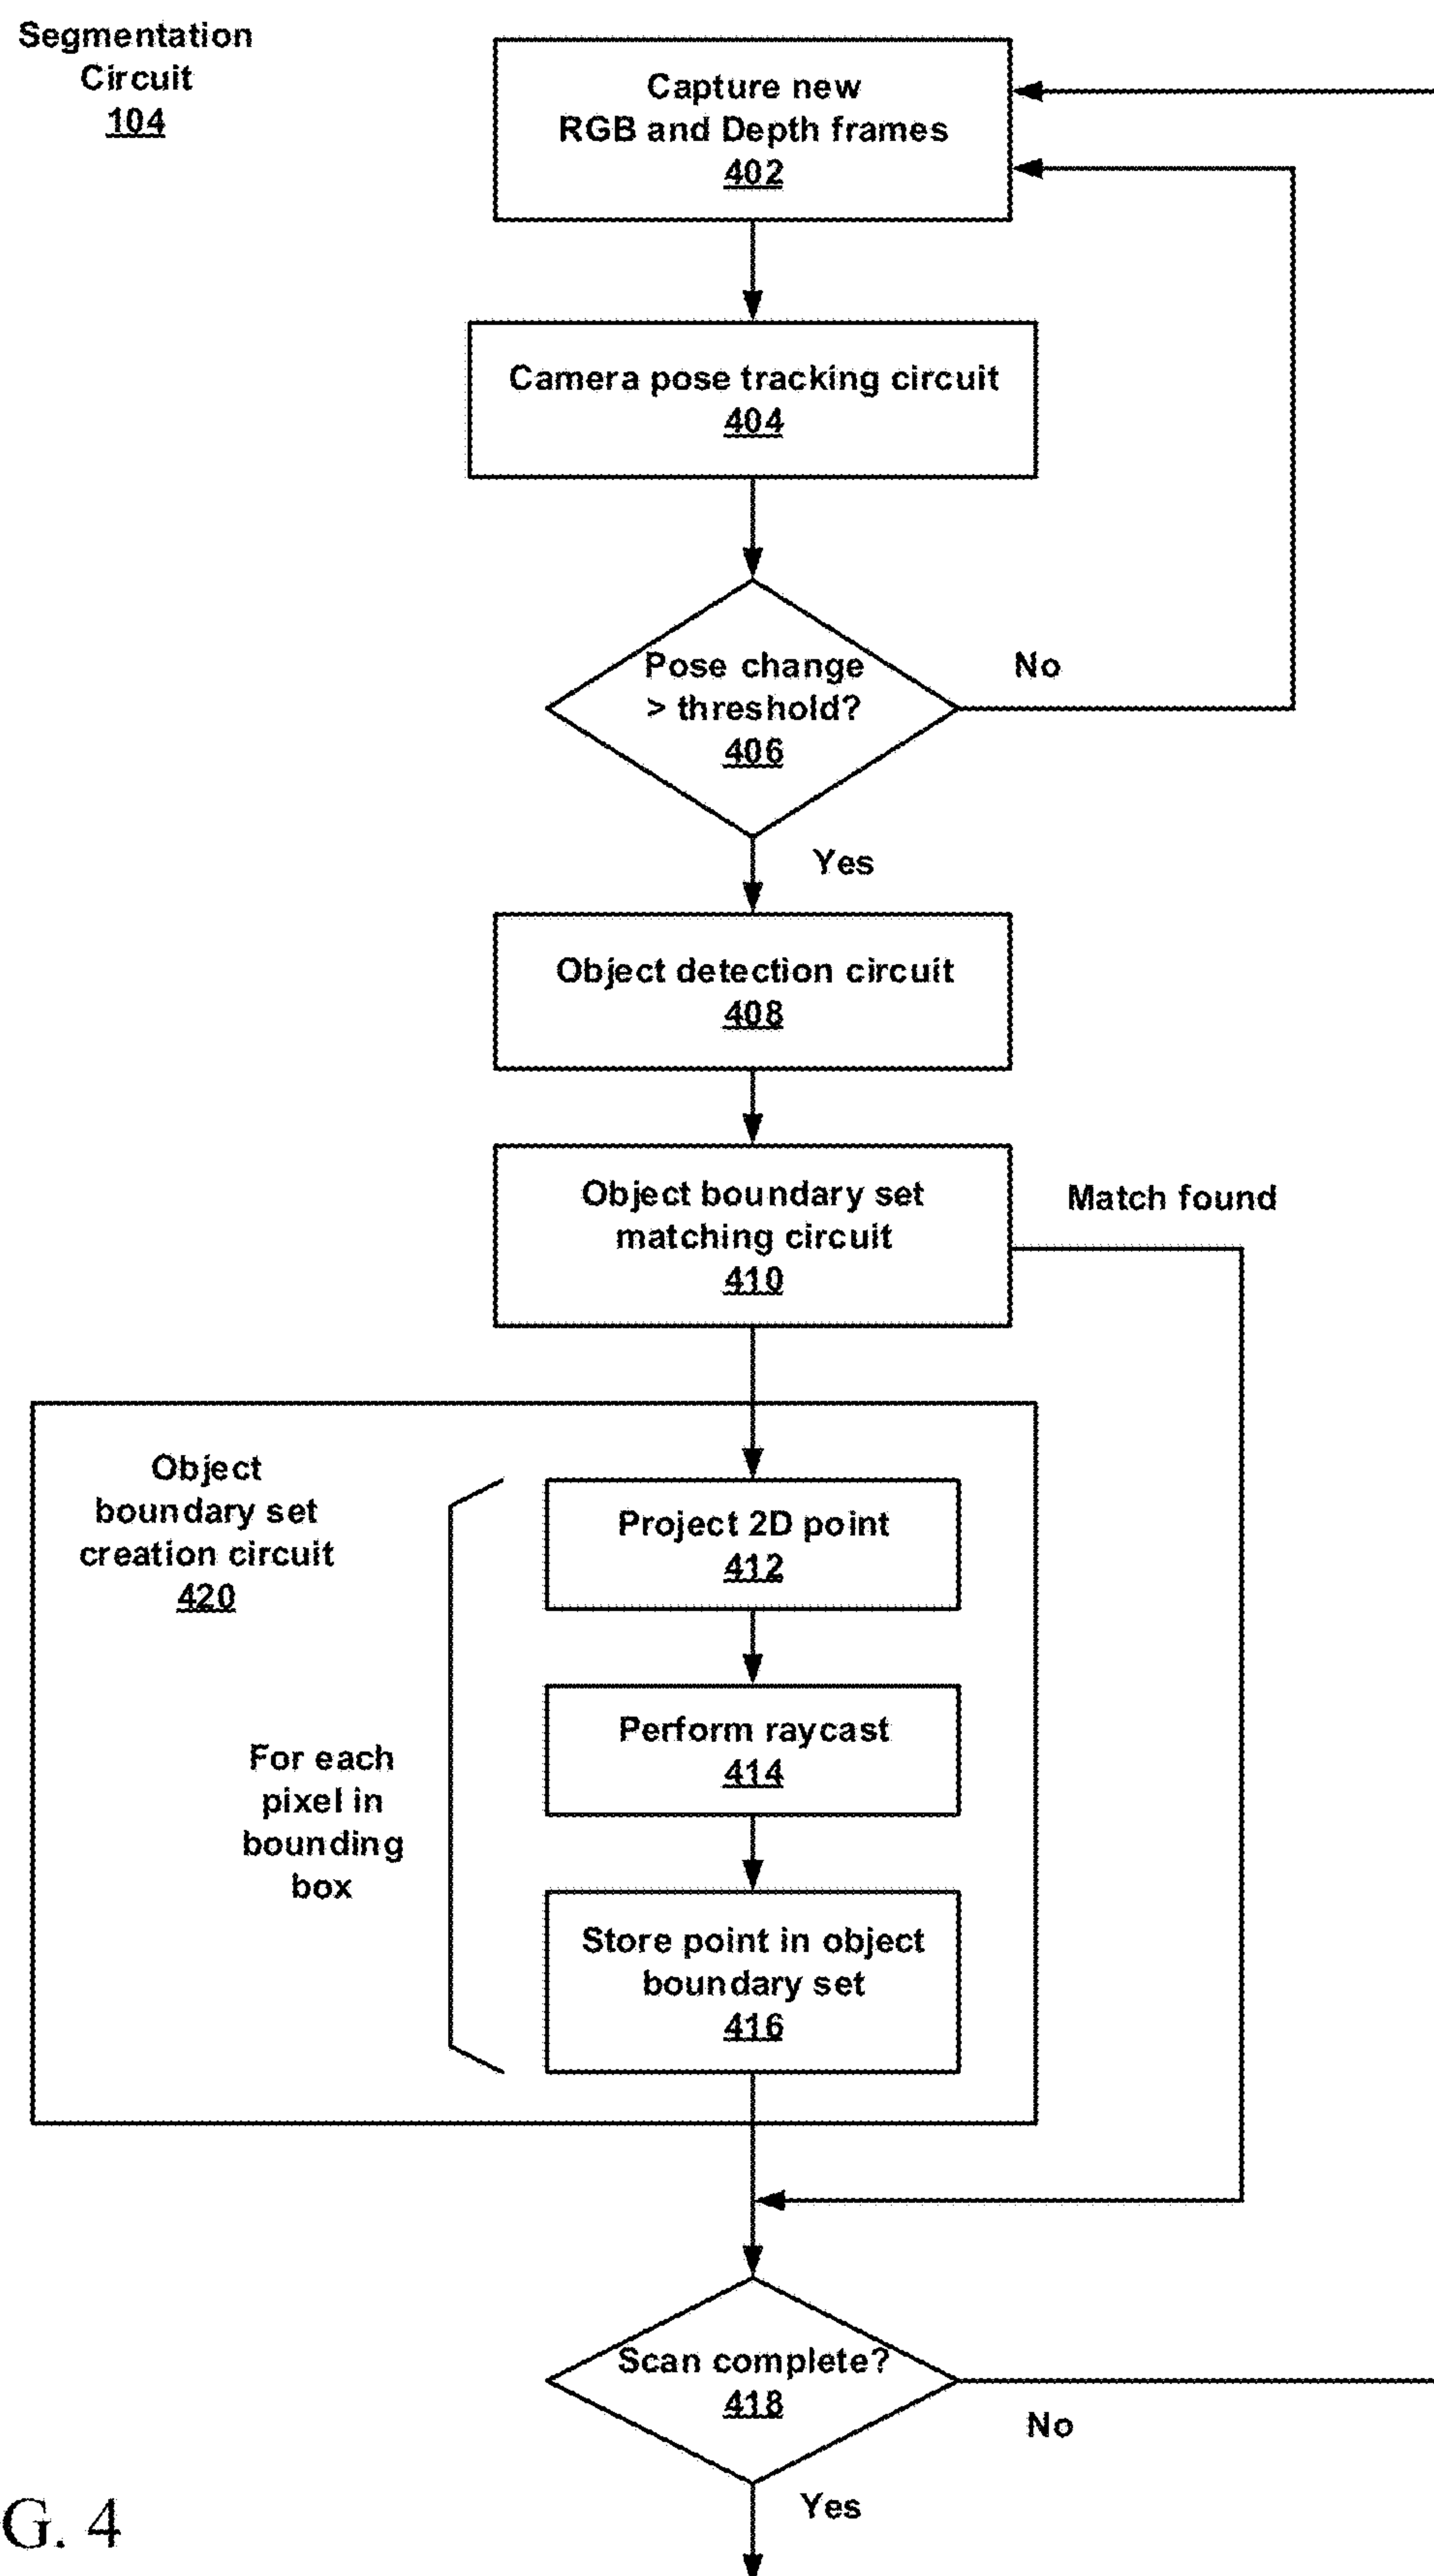 Segmentation
Circuit
104
Capture new
RGB and Depth frames
402
Camera pose tracking circuit
404
Pose change
> threshold?
406
No
Yes
Object detection circuit
408
Object boundary set
matching circuit
410
Match found
Object
boundary set
creation circuit
420
For each
pixel in
bounding
box
Project 2D point
412
Perform raycast
414
Store point in object
boundary set
416
Scan complete?
418
No
Yes
G. 4